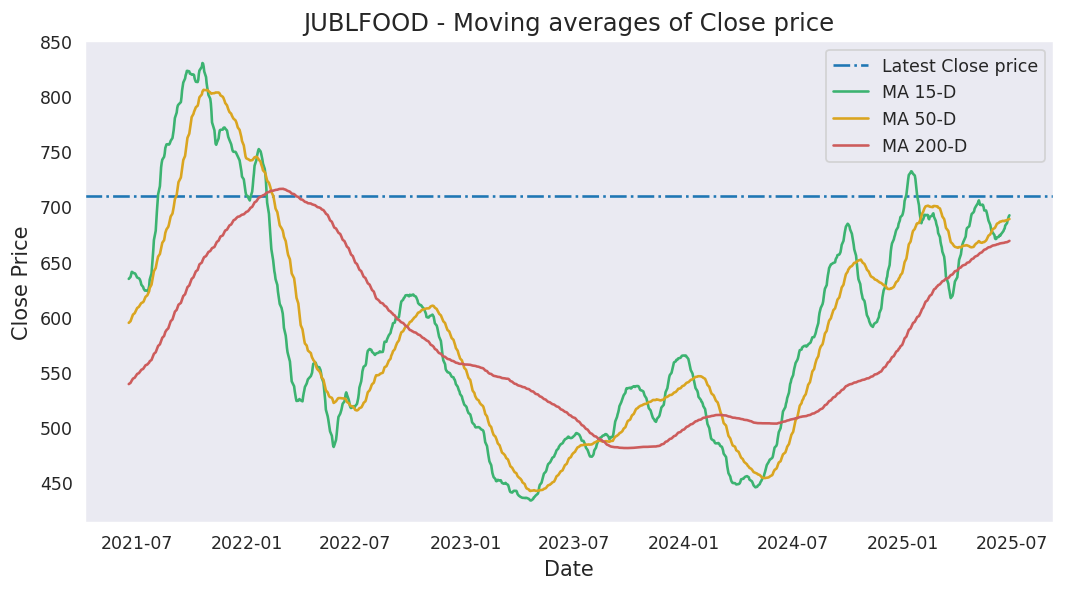 JUBLFOOD - Moving averages of Close price
Latest Close price
MA 15-D
MA 50-D
MA 200-D
Close Price
850
800
750
700
650
600
550
500
450
2021-07 2022-01 2022-07 2023-01 2023-07 2024-01 2024-07 2025-01 2025-07
Date